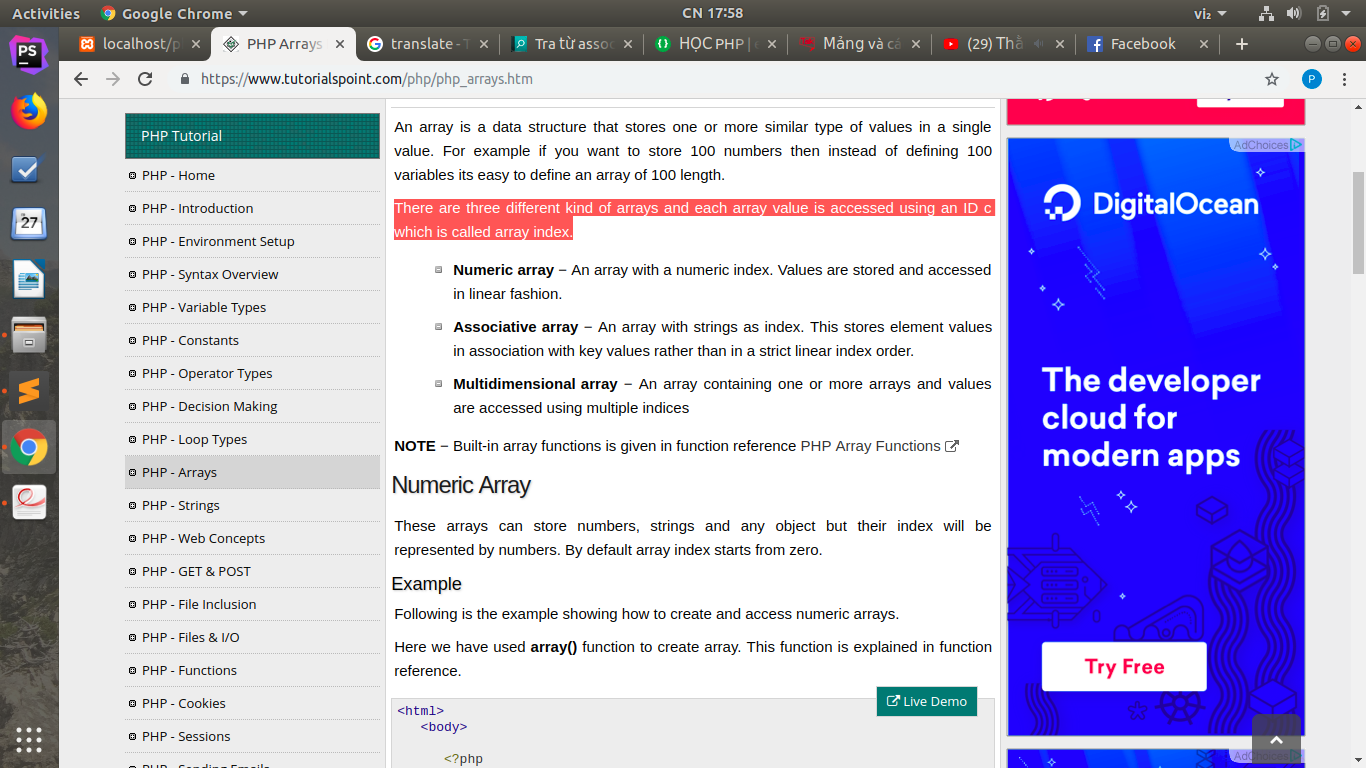 Activities Google Chrome CN 17:58 vi₂
localhost/p PHP Arrays translate - T Tra từ assoc HỌC PHP | Mảng và cá (29) Thằ Facebook
https://www.tutorialspoint.com/php/php_arrays.htm P
PS
27
PHP Tutorial
PHP - Home
PHP - Introduction
PHP - Environment Setup
PHP - Syntax Overview
PHP - Variable Types
PHP - Constants
PHP - Operator Types
PHP - Decision Making
PHP - Loop Types
PHP - Arrays
PHP - Strings
PHP - Web Concepts
PHP - GET & POST
PHP - File Inclusion
PHP - Files & I/O
PHP - Functions
PHP - Cookies
PHP - Sessions
PHP - Sending Emails
An array is a data structure that stores one or more similar type of values in a single
value. For example if you want to store 100 numbers then instead of defining 100
variables its easy to define an array of 100 length.
There are three different kind of arrays and each array value is accessed using an ID c
which is called array index.
Numeric array − An array with a numeric index. Values are stored and accessed
in linear fashion.
Associative array − An array with strings as index. This stores element values
in association with key values rather than in a strict linear index order.
Multidimensional array − An array containing one or more arrays and values
are accessed using multiple indices
NOTE − Built-in array functions is given in function reference PHP Array Functions
Numeric Array
These arrays can store numbers, strings and any object but their index will be
represented by numbers. By default array index starts from zero.
Example
Following is the example showing how to create and access numeric arrays.
Here we have used array() function to create array. This function is explained in function
reference.
Live Demo
<html>
<body>
<?php
AdChoices
DigitalOcean
The developer
cloud for
modern apps
Try Free
AdChoices